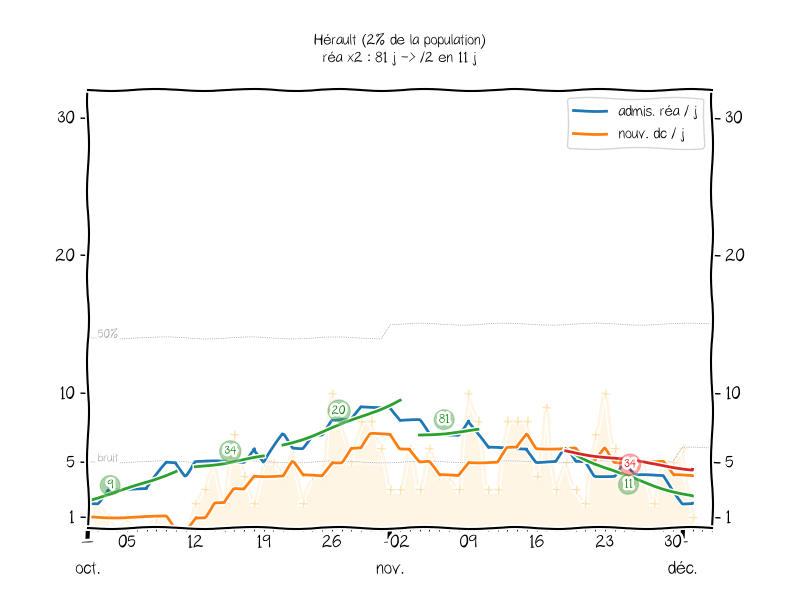 Hérault (2% de la population)
réa x2 : 81 j -> /2 en 11 j
admis. réa / j
nouv. dc / j
30 30
20 20
50%
10 10
20
81
34
bruit
5 5
34
9
11
1 1
05 12 19 26 02 09 16 23 30
oct. nov. déc.